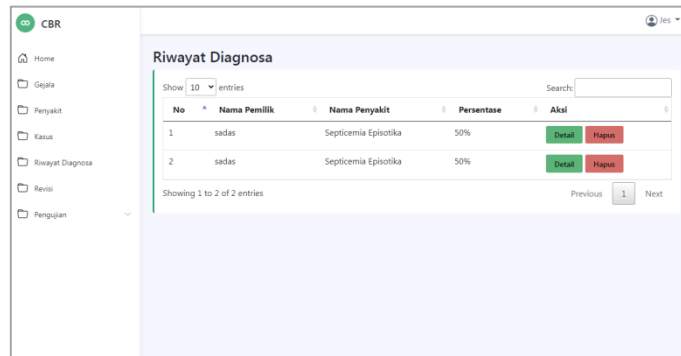 CBR
Jes
Home
Gejala
Penyakit
Kasus
Riwayat Diagnosa
Revisi
Pengujian
Riwayat Diagnosa
Show 10 entries
Search:
No Nama Pemilik Nama Penyakit Persentase Aksi
1 sadas Septicemia Episotika 50% Detail Hapus
2 sadas Septicemia Episotika 50% Detail Hapus
Showing 1 to 2 of 2 entries
Previous 1 Next